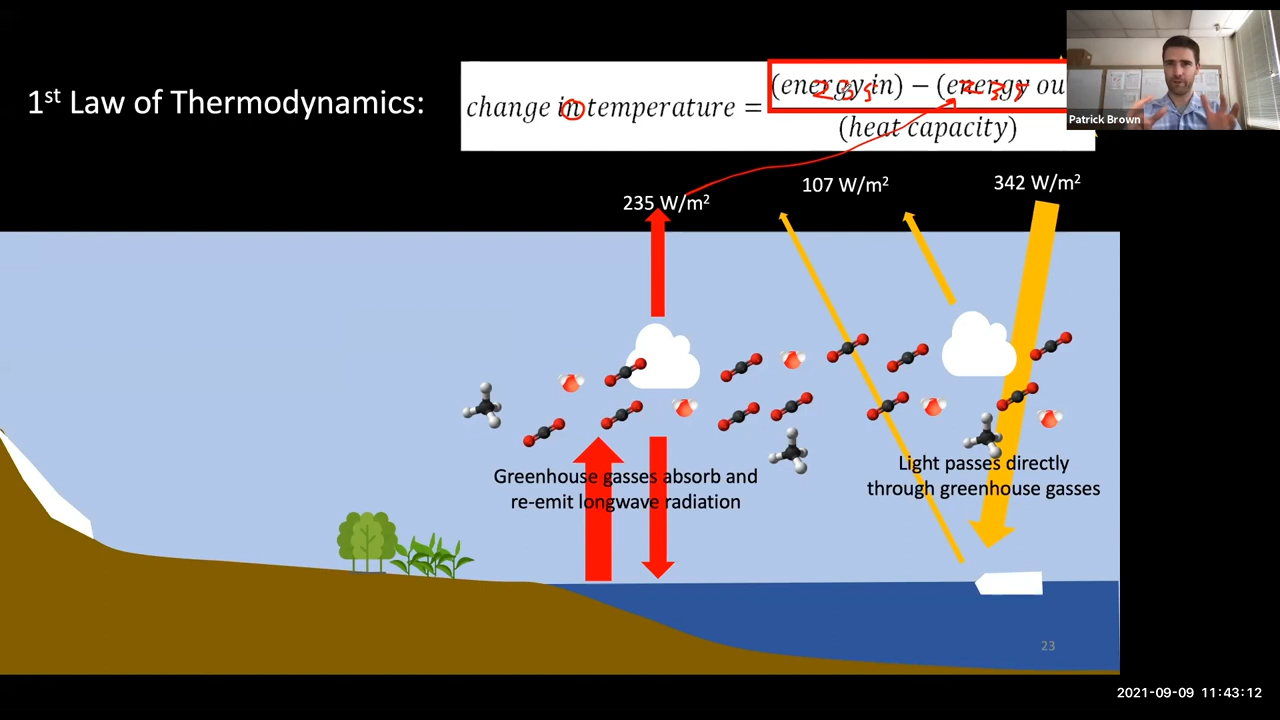 1st Law of Thermodynamics:
change in temperature = (energy in) − (energy ou
(heat capacity)
235
235
Patrick Brown
235 W/m²
107 W/m²
342 W/m²
Greenhouse gasses absorb and
re-emit longwave radiation
Light passes directly
through greenhouse gasses
23
2021-09-09 11:43:12